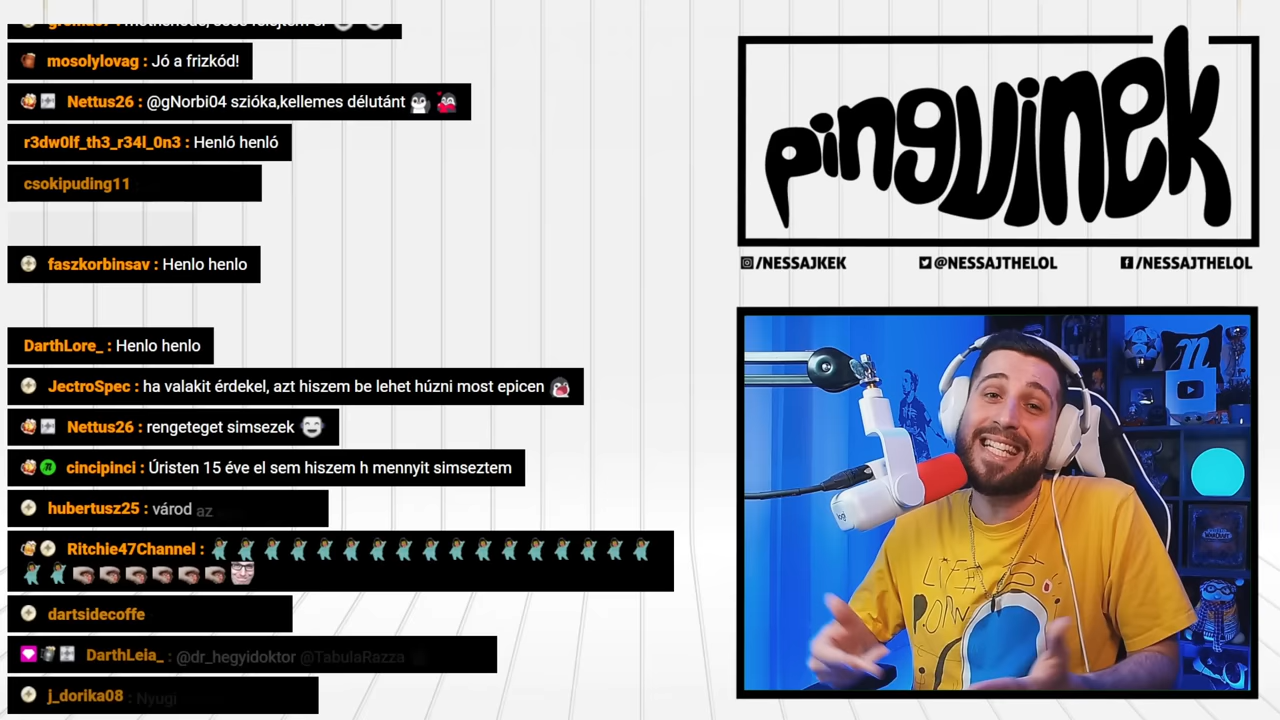 mosolylovag : Jó a frizkód!
Nettus26 : @gNorbi04 szióka,kellemes délutánt
r3dw0lf_th3_r34l_0n3 : Henló henló
csokipuding11
faszkorbinsav : Henlo henlo
DarthLore_ : Henlo henlo
JectroSpec : ha valakit érdekel, azt hiszem be lehet húzni most epicen
Nettus26 : rengeteget simsezek
cincipinci : Úristen 15 éve el sem hiszem h mennyit simseztem
hubertusz25 : várod az
Ritchie47Channel :
dartsidecoffe
DarthLeia_ : @dr_hegyidoktor @TabulaRazza
j_dorika08 : Nyugi
pingvinek
/NESSAJKEK @NESSAJTHELOL /NESSAJTHELOL